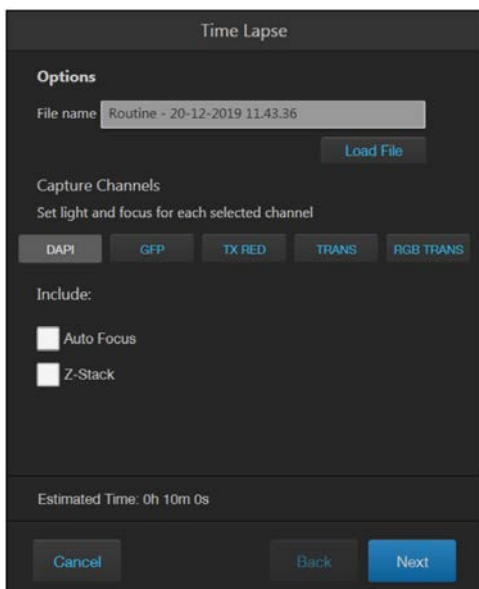 Time Lapse
Options
File name Routine - 20-12-2019 11.43.36
Load File
Capture Channels
Set light and focus for each selected channel
DAPI GFP TX RED TRANS RGB TRANS
Include:
Auto Focus
Z-Stack
Estimated Time: 0h 10m 0s
Cancel Back Next